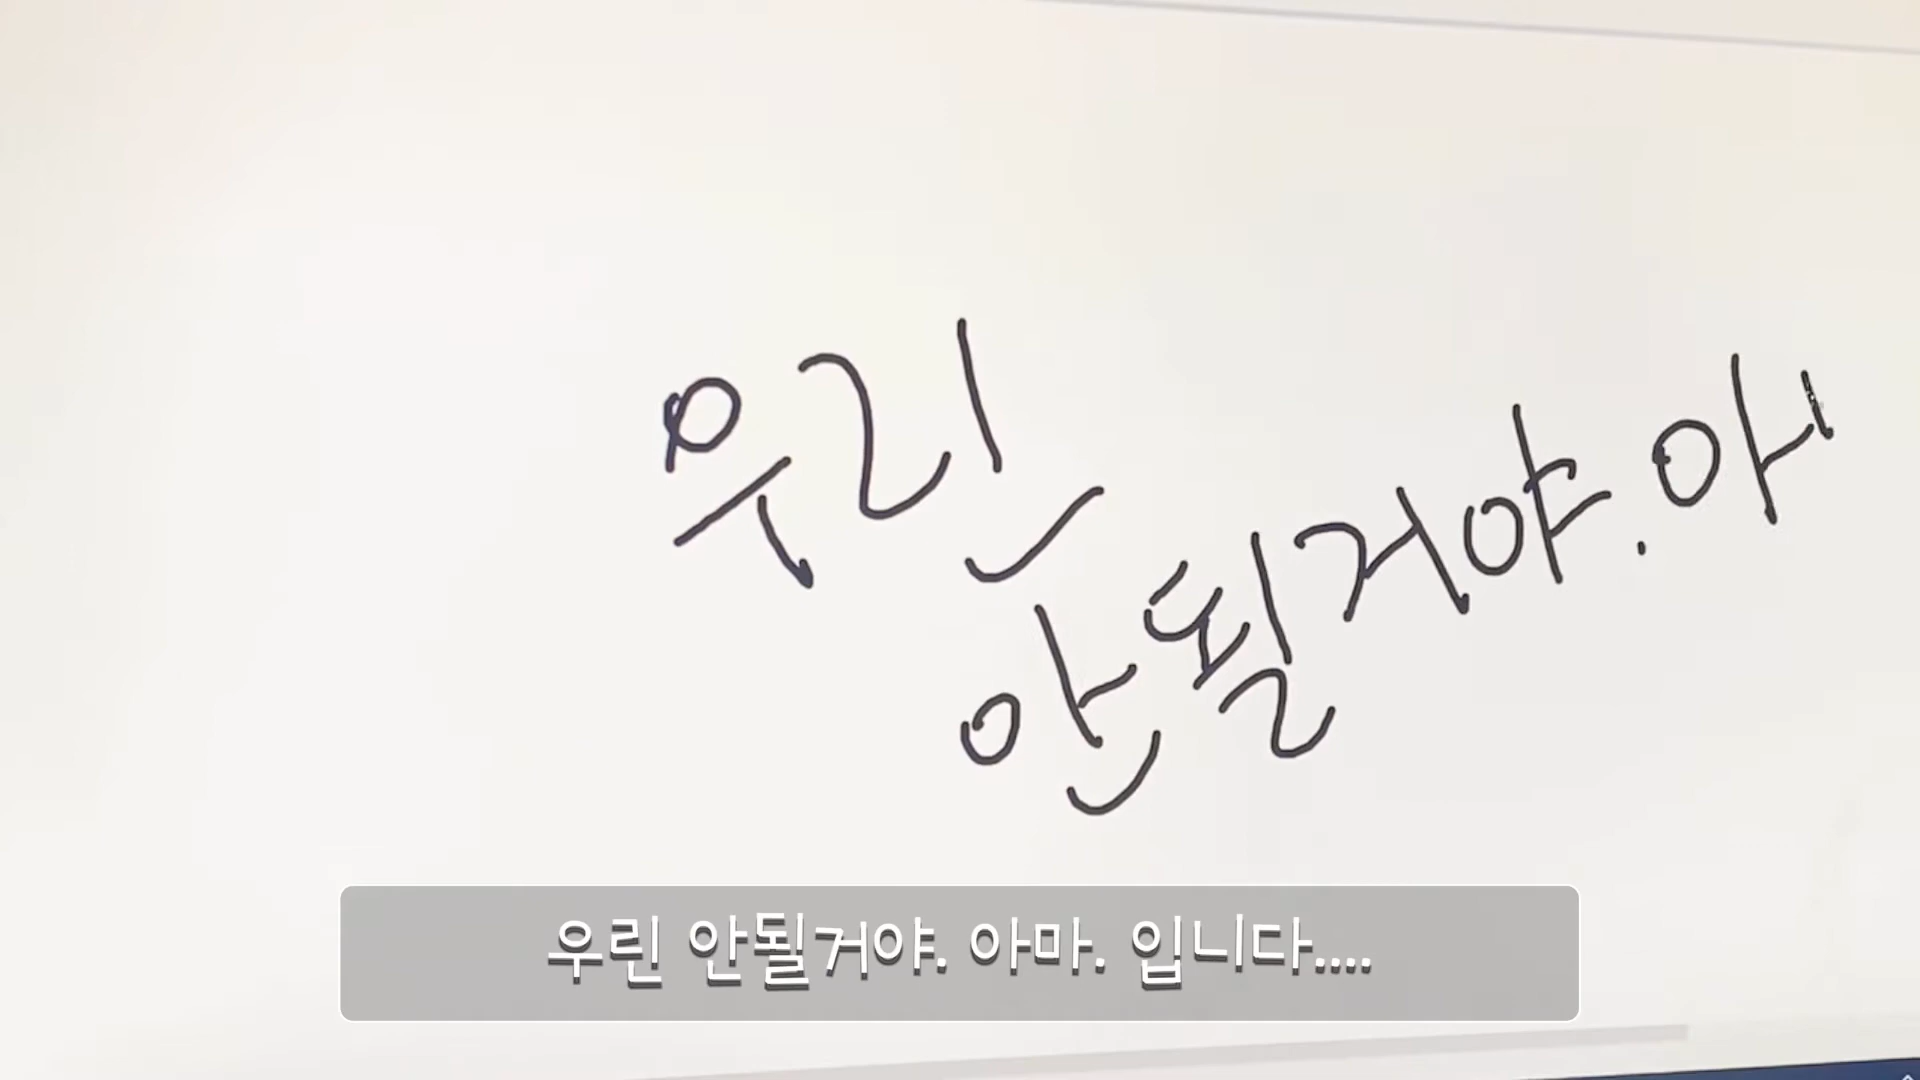 우린
안될거야. 아
우린 안될거야. 아마. 입니다....